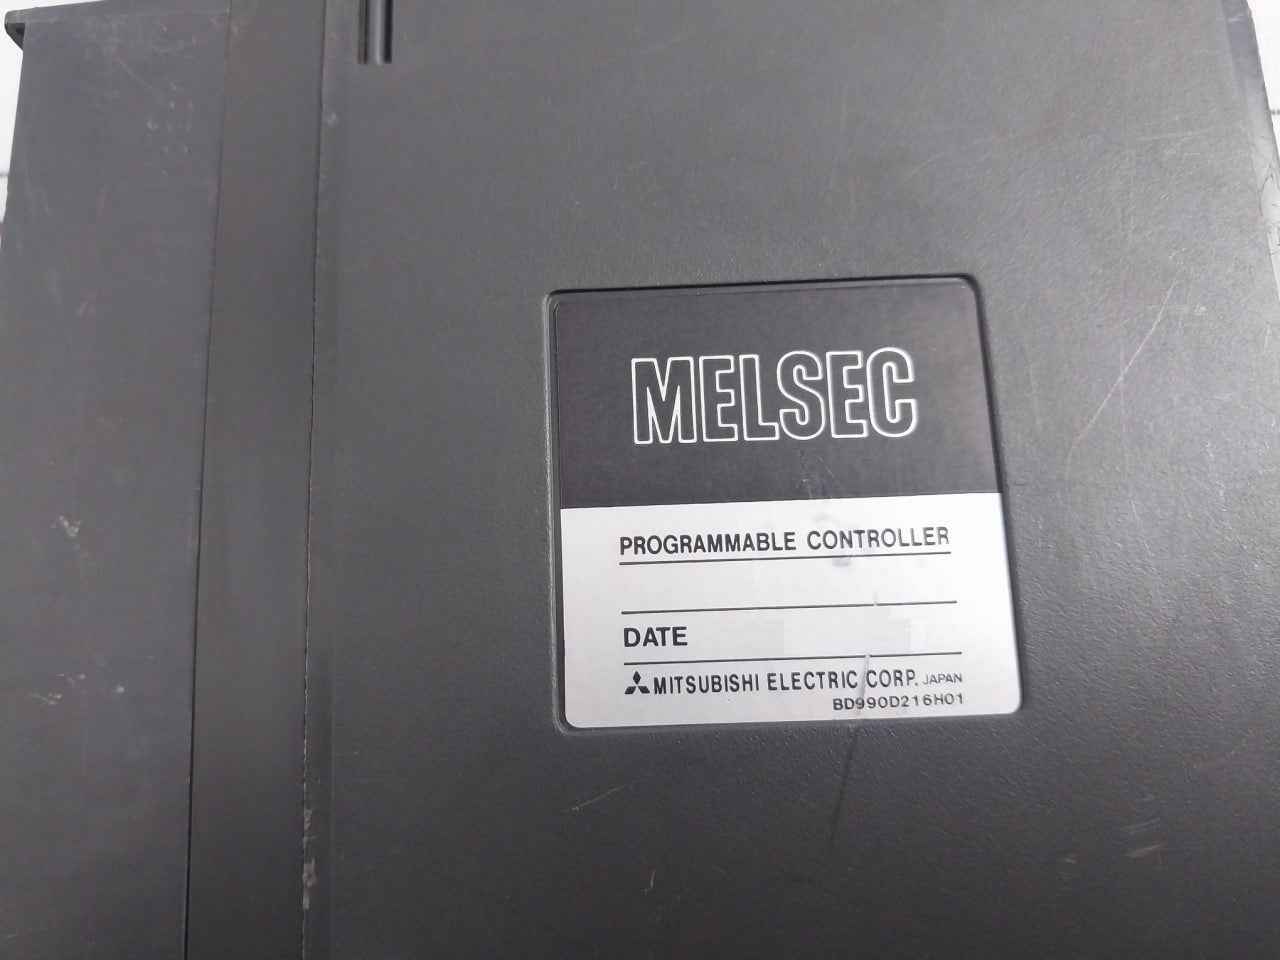 MELSEC
PROGRAMMABLE CONTROLLER
DATE
MITSUBISHI ELECTRIC CORP. JAPAN
BD990D216H01